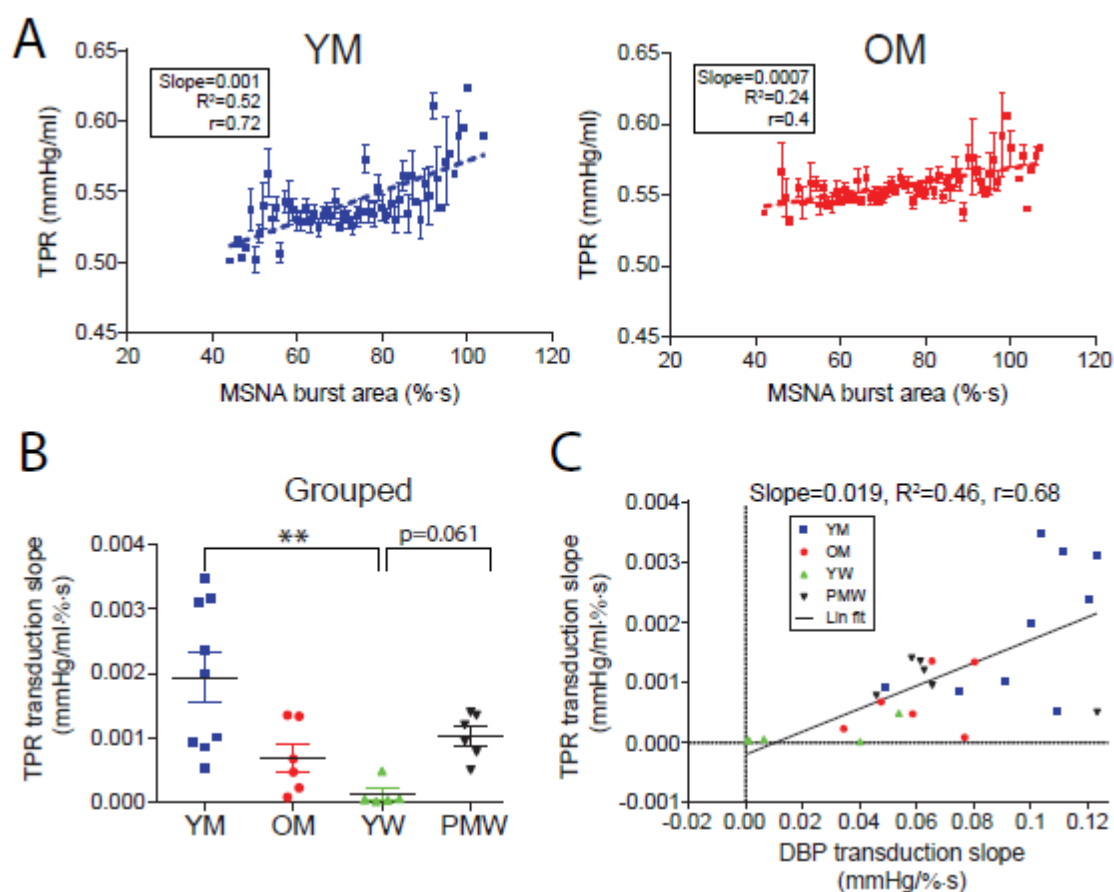 A
YM
0.65
0.60
0.55
0.50
0.45
TPR (mmHg/ml)
Slope=0.001
R²=0.52
r=0.72
20
40
60
80
100
120
MSNA burst area (%·s)
OM
0.65
0.60
0.55
0.50
0.45
TPR (mmHg/ml)
Slope=0.0007
R²=0.24
r=0.4
20
40
60
80
100
120
MSNA burst area (%·s)
B
Grouped
0.004
0.003
0.002
0.001
0.000
TPR transduction slope
(mmHg/ml·%·s)
**
p=0.061
YM
OM
YW
PMW
C
Slope=0.019, R²=0.46, r=0.68
0.004
0.003
0.002
0.001
0.000
-0.001
TPR transduction slope
(mmHg/ml·%·s)
YM
OM
YW
PMW
Lin fit
-0.02
0.00
0.02
0.04
0.06
0.08
0.1
0.12
DBP transduction slope
(mmHg/%·s)